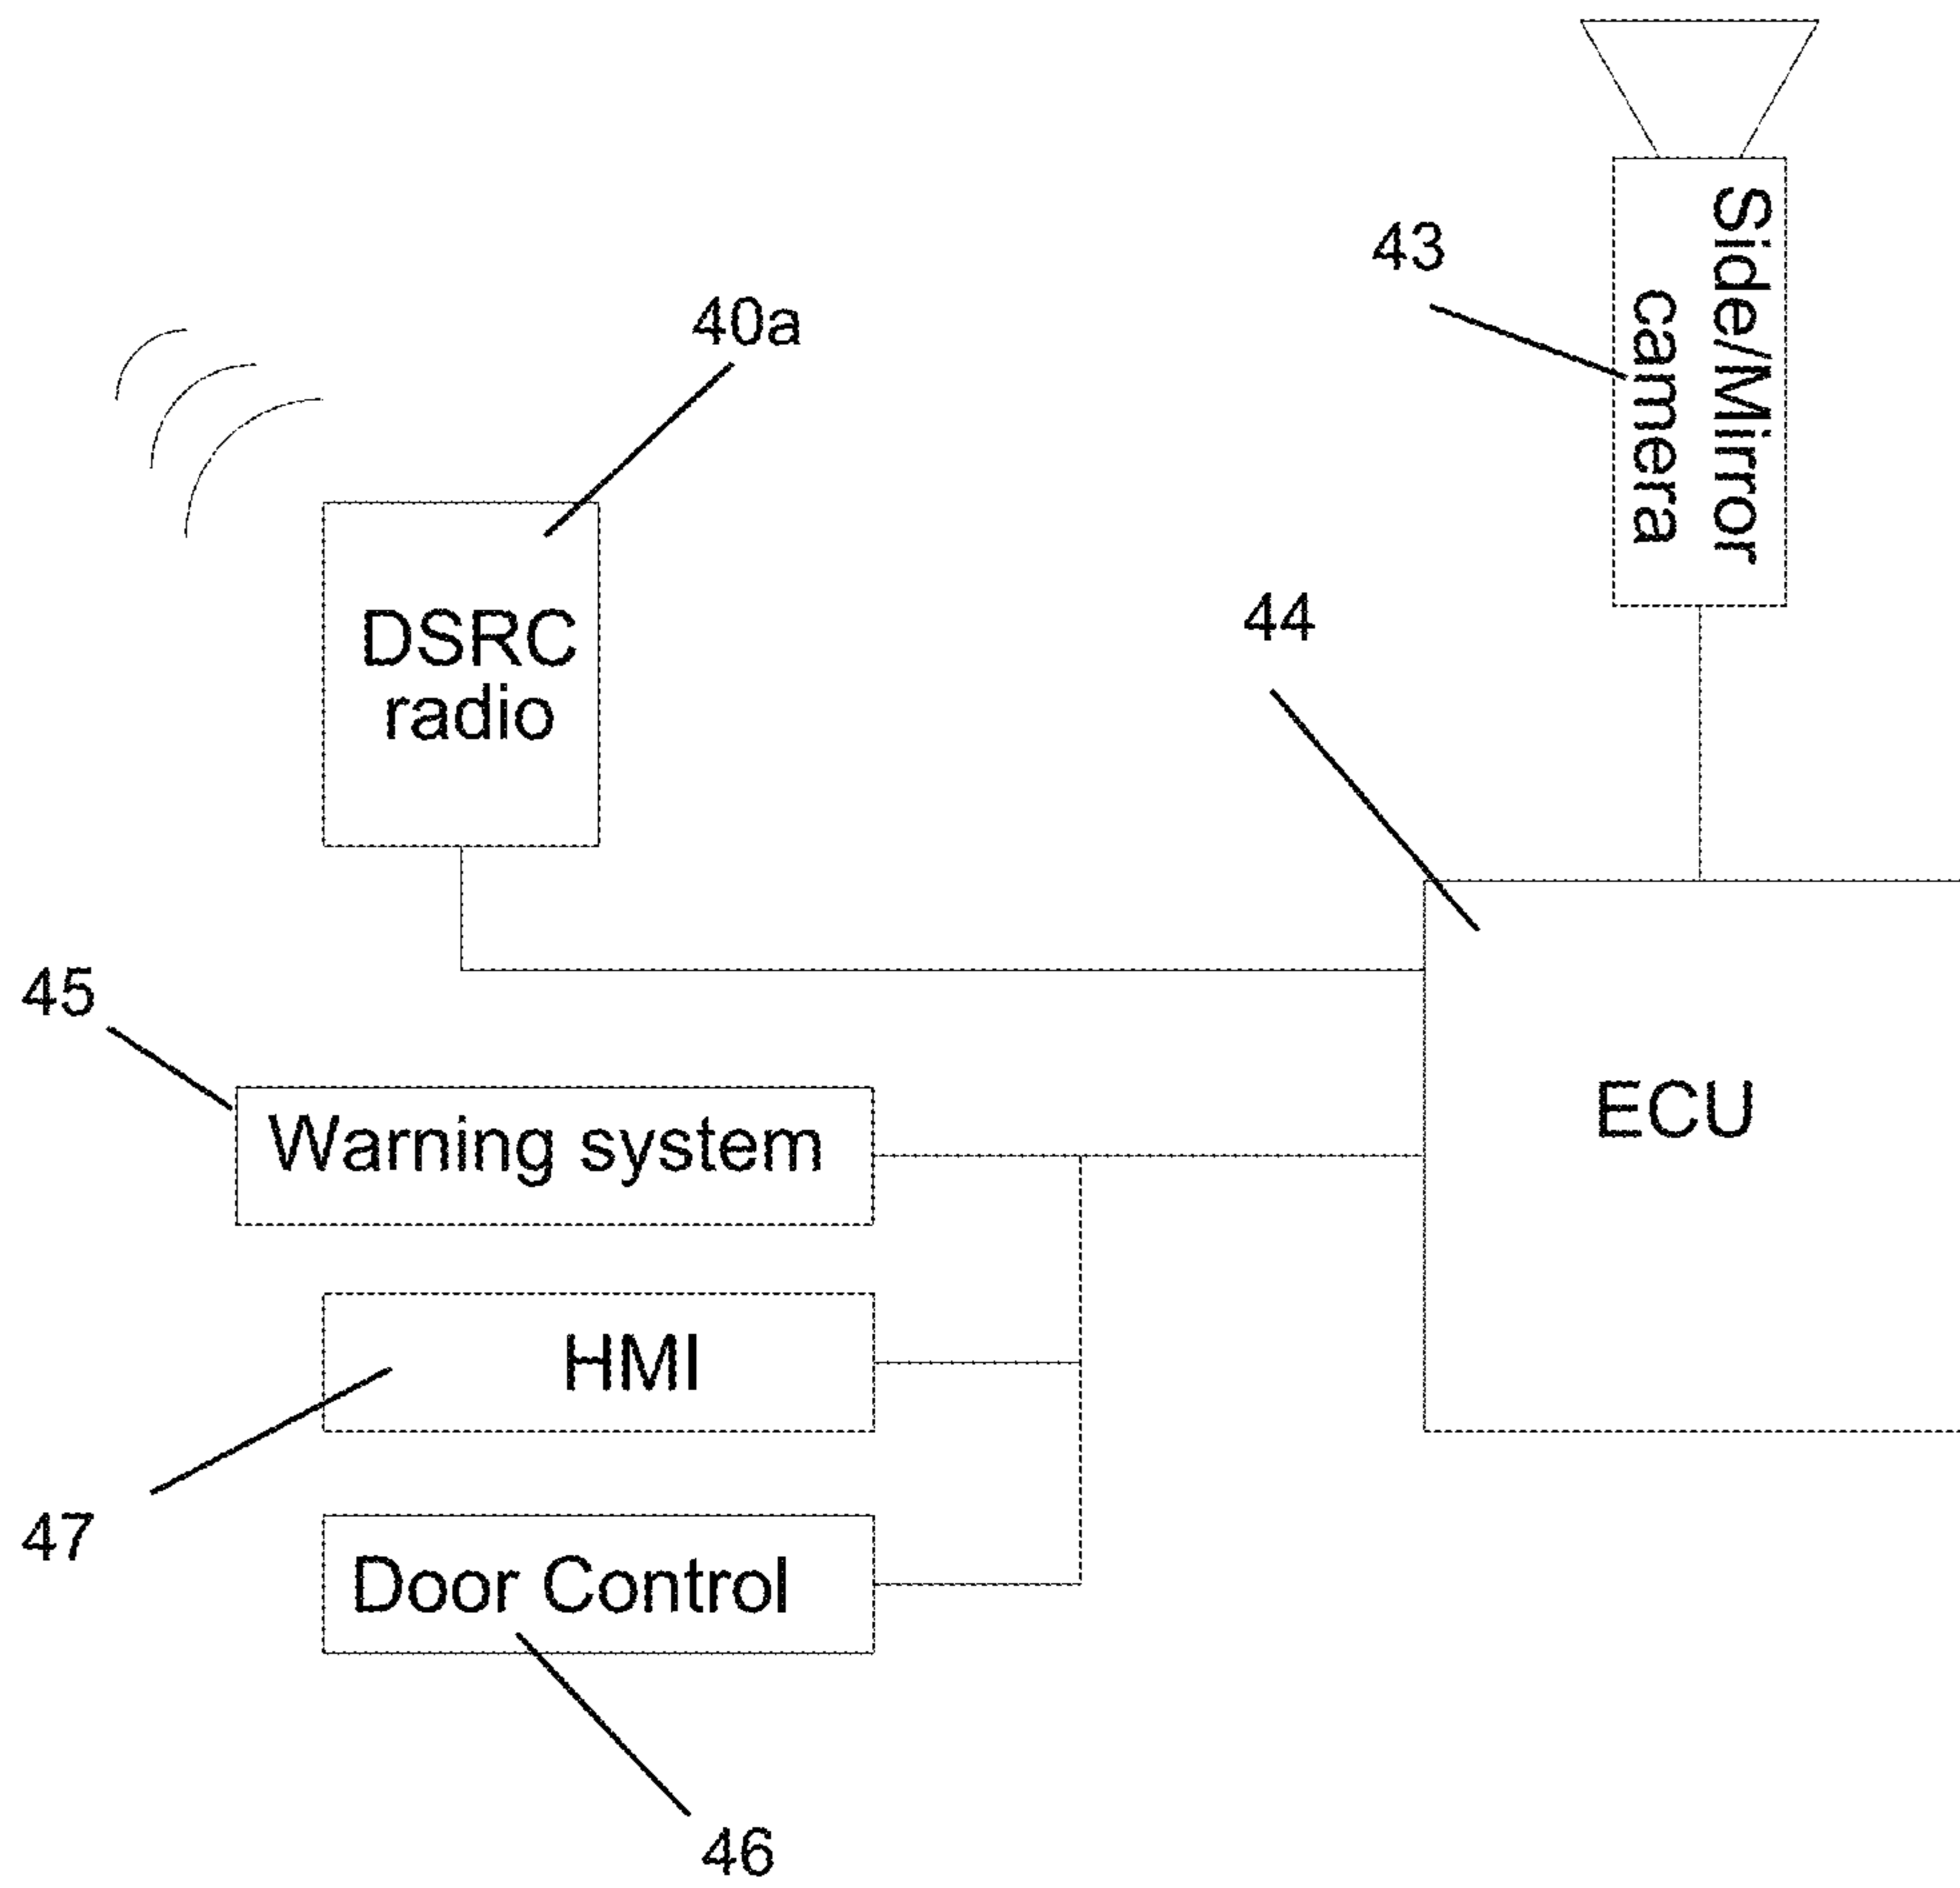 43
Side/Mirror
camera
40a
DSRC
radio
44
45
Warning system
ECU
HMI
47
Door Control
46